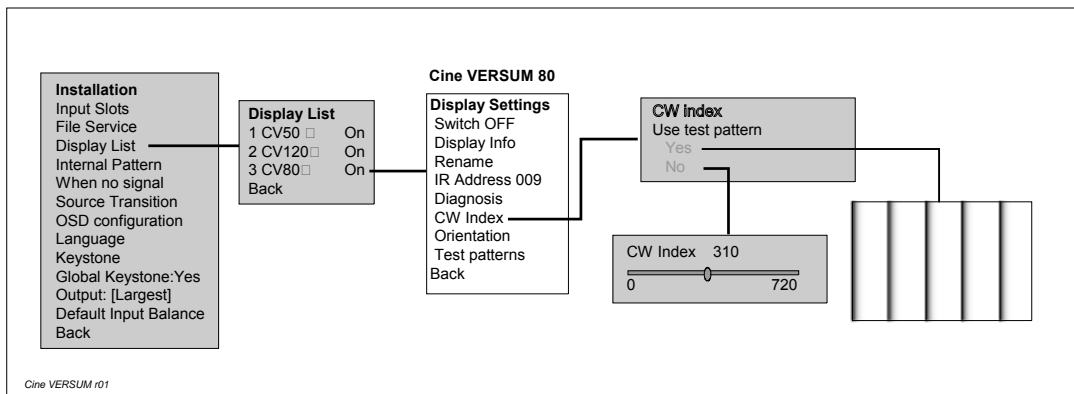 Installation
Input Slots
File Service
Display List
Internal Pattern
When no signal
Source Transition
OSD configuration
Language
Keystone
Global Keystone:Yes
Output: [Largest]
Default Input Balance
Back
Display List
1 CV50 □ On
2 CV120□ On
3 CV80□ On
Back
Cine VERSUM 80
Display Settings
Switch OFF
Display Info
Rename
IR Address 009
Diagnosis
CW Index
Orientation
Test patterns
Back
CW index
Use test pattern
Yes
No
CW Index 310
0 720
Cine VERSUM r01